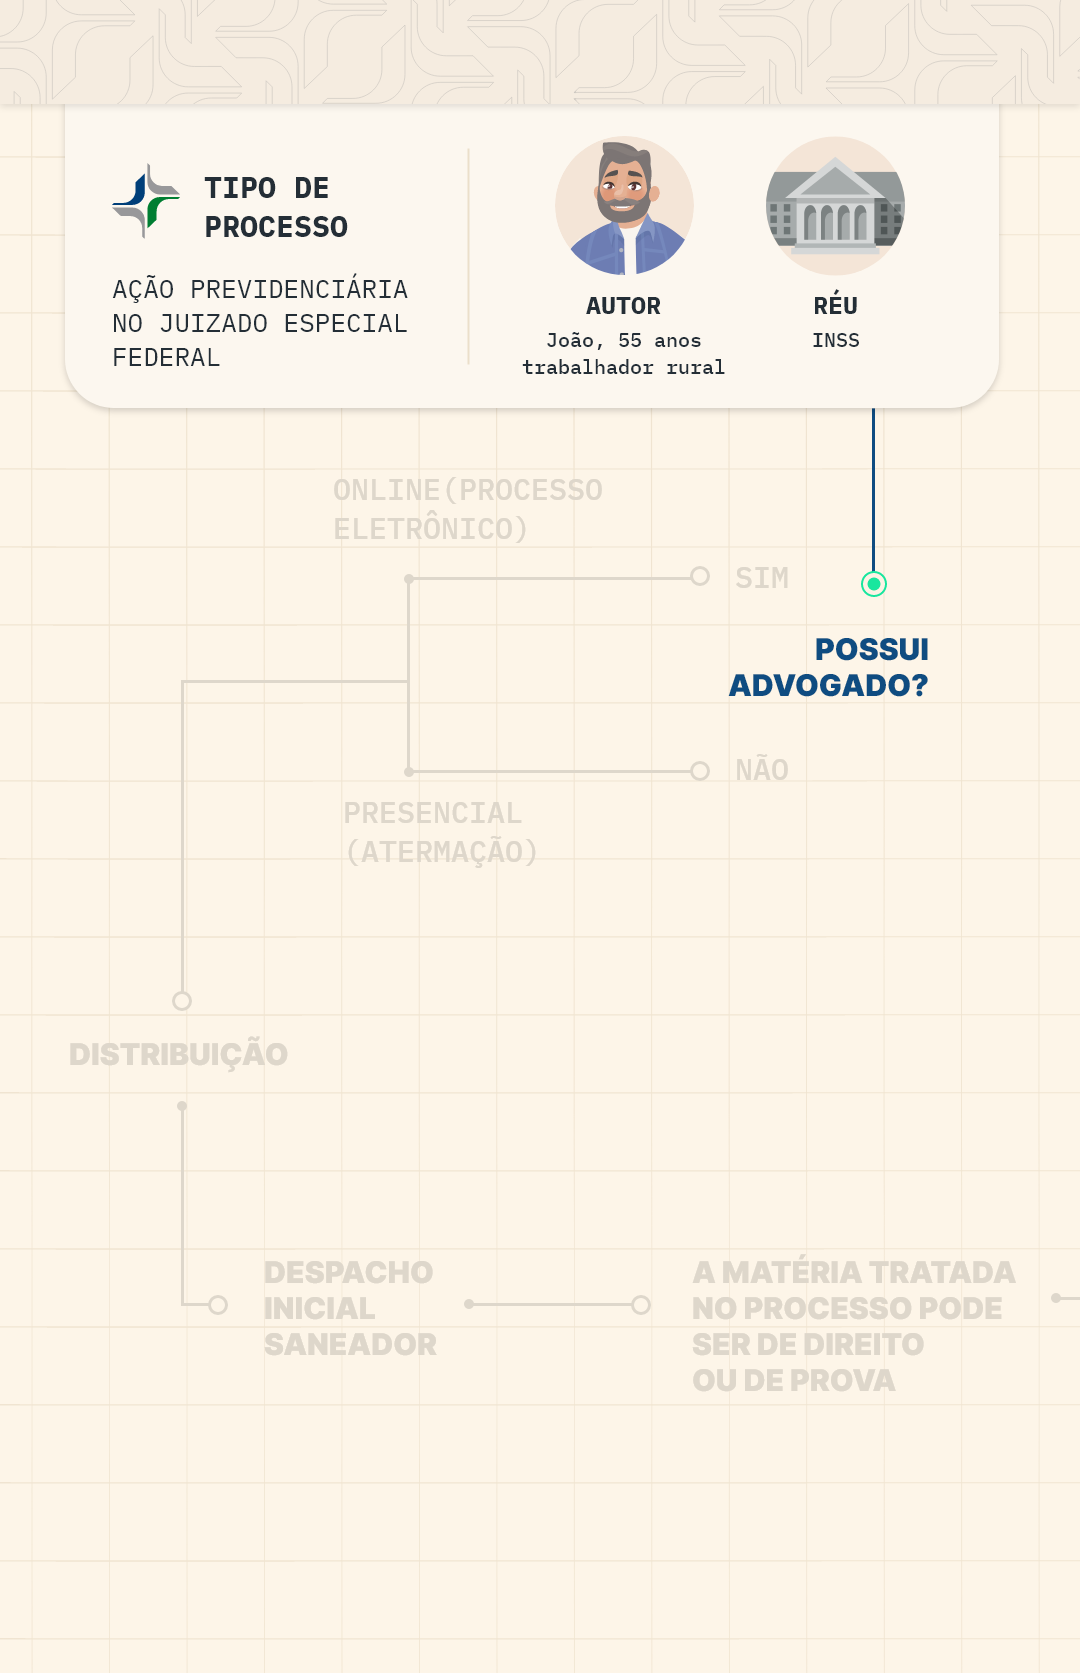 TIPO DE
PROCESSO
AÇÃO PREVIDENCIÁRIA
NO JUIZADO ESPECIAL
FEDERAL
AUTOR
João, 55 anos
trabalhador rural
RÉU
INSS
ONLINE(PROCESSO
ELETRÔNICO)
SIM
POSSUI
ADVOGADO?
NÃO
PRESENCIAL
(ATERMAÇÃO)
DISTRIBUIÇÃO
DESPACHO
INICIAL
SANEADOR
A MATÉRIA TRATADA
NO PROCESSO PODE
SER DE DIREITO
OU DE PROVA